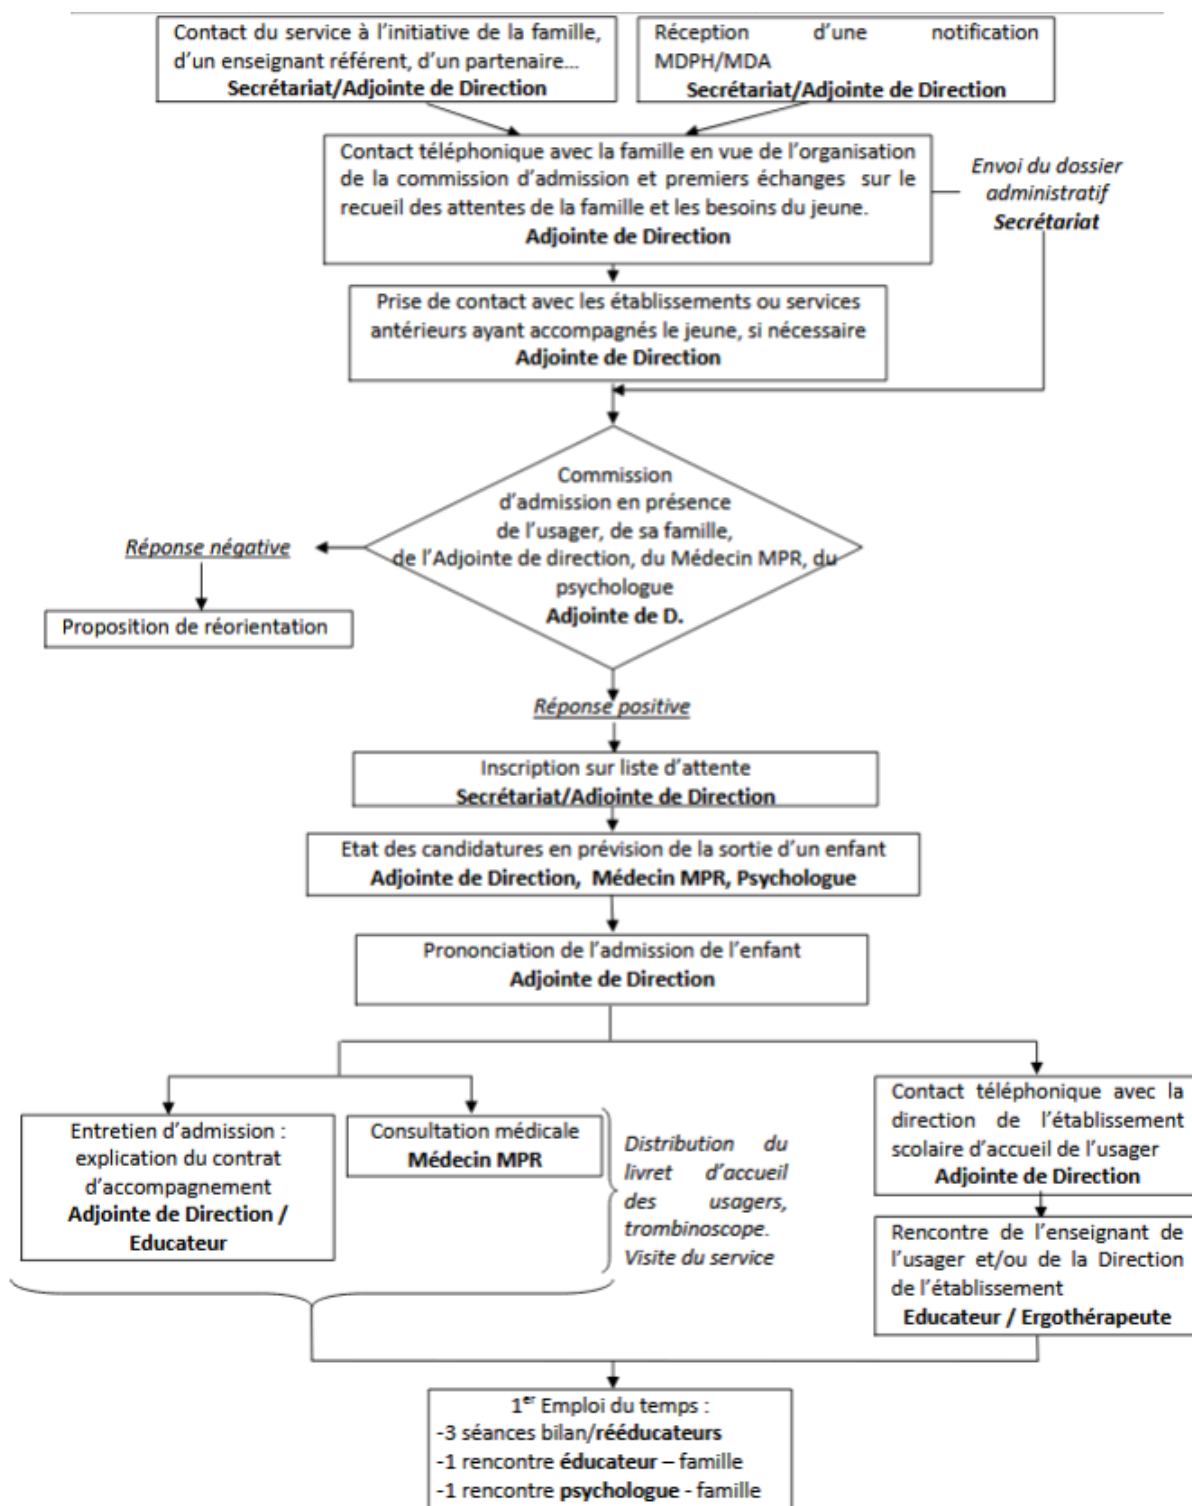 Contact du service à l’initiative de la famille,
d’un enseignant référent, d’un partenaire…
Secrétariat/Adjointe de Direction
Réception d’une notification
MDPH/MDA
Secrétariat/Adjointe de Direction
Contact téléphonique avec la famille en vue de l’organisation
de la commission d’admission et premiers échanges sur le
recueil des attentes de la famille et les besoins du jeune.
Adjointe de Direction
Envoi du dossier
administratif
Secrétariat
Prise de contact avec les établissements ou services
antérieurs ayant accompagnés le jeune, si nécessaire
Adjointe de Direction
Commission
d’admission en présence
de l’usager, de sa famille,
de l’Adjointe de direction, du Médecin MPR, du
psychologue
Adjointe de D.
Réponse négative
Proposition de réorientation
Réponse positive
Inscription sur liste d’attente
Secrétariat/Adjointe de Direction
Etat des candidatures en prévision de la sortie d’un enfant
Adjointe de Direction, Médecin MPR, Psychologue
Prononciation de l’admission de l’enfant
Adjointe de Direction
Entretien d’admission :
explication du contrat
d’accompagnement
Adjointe de Direction /
Educateur
Consultation médicale
Médecin MPR
Distribution du
livret d’accueil
des usagers,
trombinoscope.
Visite du service
Contact téléphonique avec la
direction de l’établissement
scolaire d’accueil de l’usager
Adjointe de Direction
Rencontre de l’enseignant de
l’usager et/ou de la Direction
de l’établissement
Educateur / Ergothérapeute
1er Emploi du temps :
-3 séances bilan/rééducateurs
-1 rencontre éducateur – famille
-1 rencontre psychologue - famille